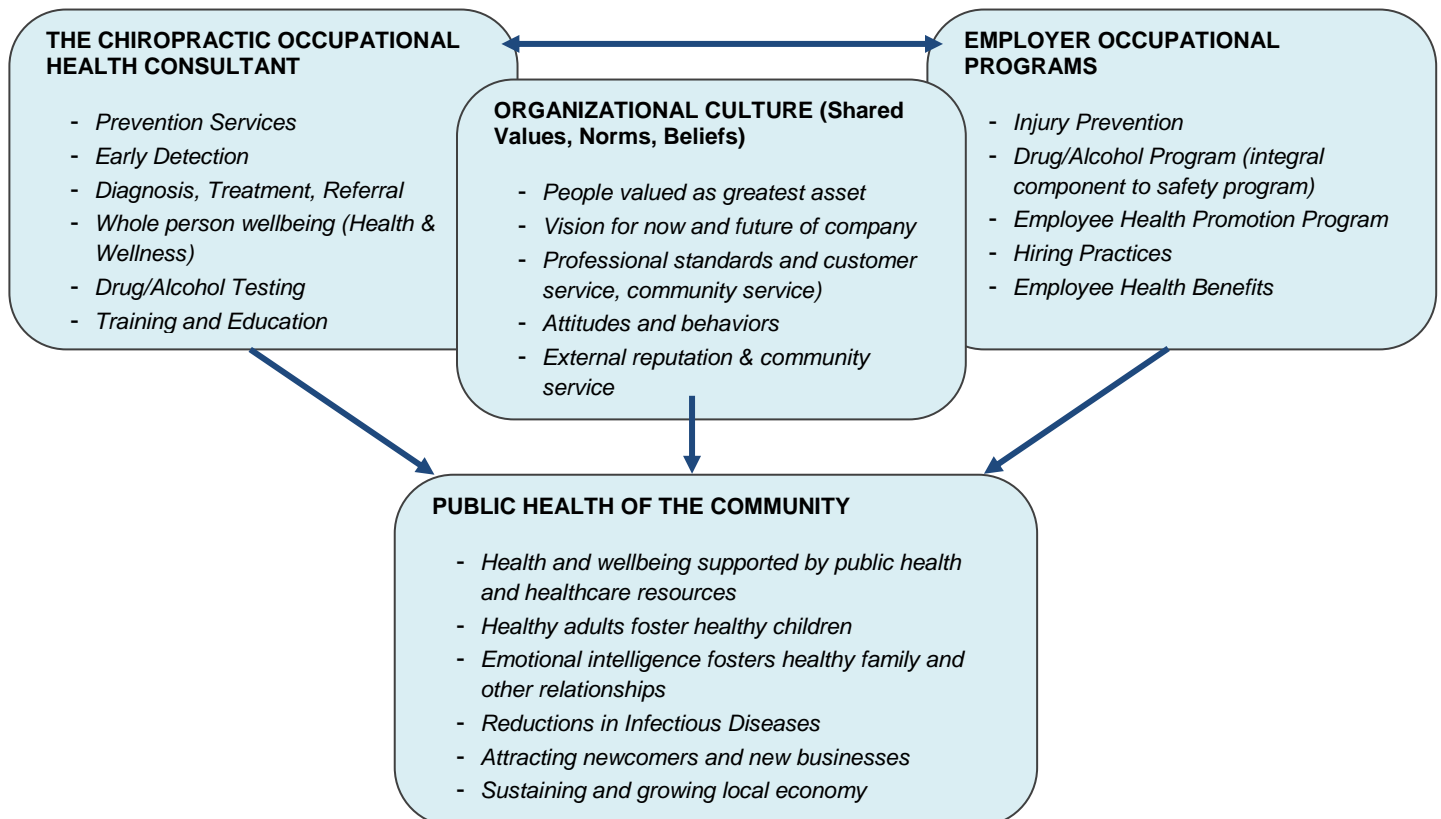 THE CHIROPRACTIC OCCUPATIONAL
HEALTH CONSULTANT
- Prevention Services
- Early Detection
- Diagnosis, Treatment, Referral
- Whole person wellbeing (Health &
Wellness)
- Drug/Alcohol Testing
- Training and Education
ORGANIZATIONAL CULTURE (Shared
Values, Norms, Beliefs)
- People valued as greatest asset
- Vision for now and future of company
- Professional standards and customer
service, community service)
- Attitudes and behaviors
- External reputation & community
service
EMPLOYER OCCUPATIONAL
PROGRAMS
- Injury Prevention
- Drug/Alcohol Program (integral
component to safety program)
- Employee Health Promotion Program
- Hiring Practices
- Employee Health Benefits
PUBLIC HEALTH OF THE COMMUNITY
- Health and wellbeing supported by public health
and healthcare resources
- Healthy adults foster healthy children
- Emotional intelligence fosters healthy family and
other relationships
- Reductions in Infectious Diseases
- Attracting newcomers and new businesses
- Sustaining and growing local economy